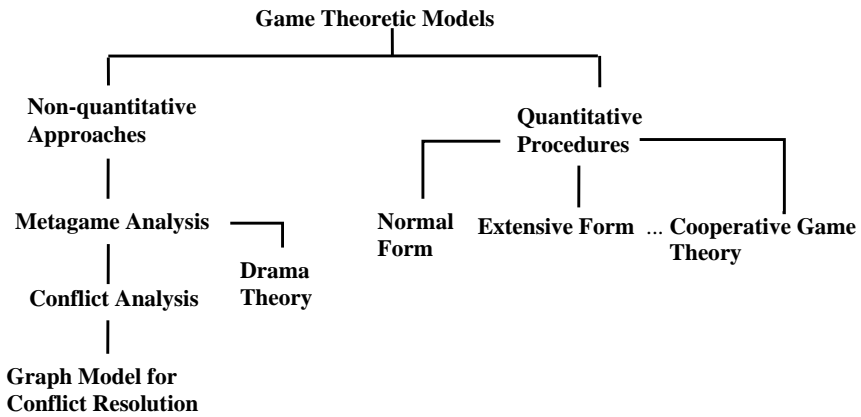 Game Theoretic Models
Non-quantitative
Approaches
Quantitative
Procedures
Metagame Analysis
Normal
Form
Extensive Form ... Cooperative Game
Theory
Drama
Theory
Conflict Analysis
Graph Model for
Conflict Resolution